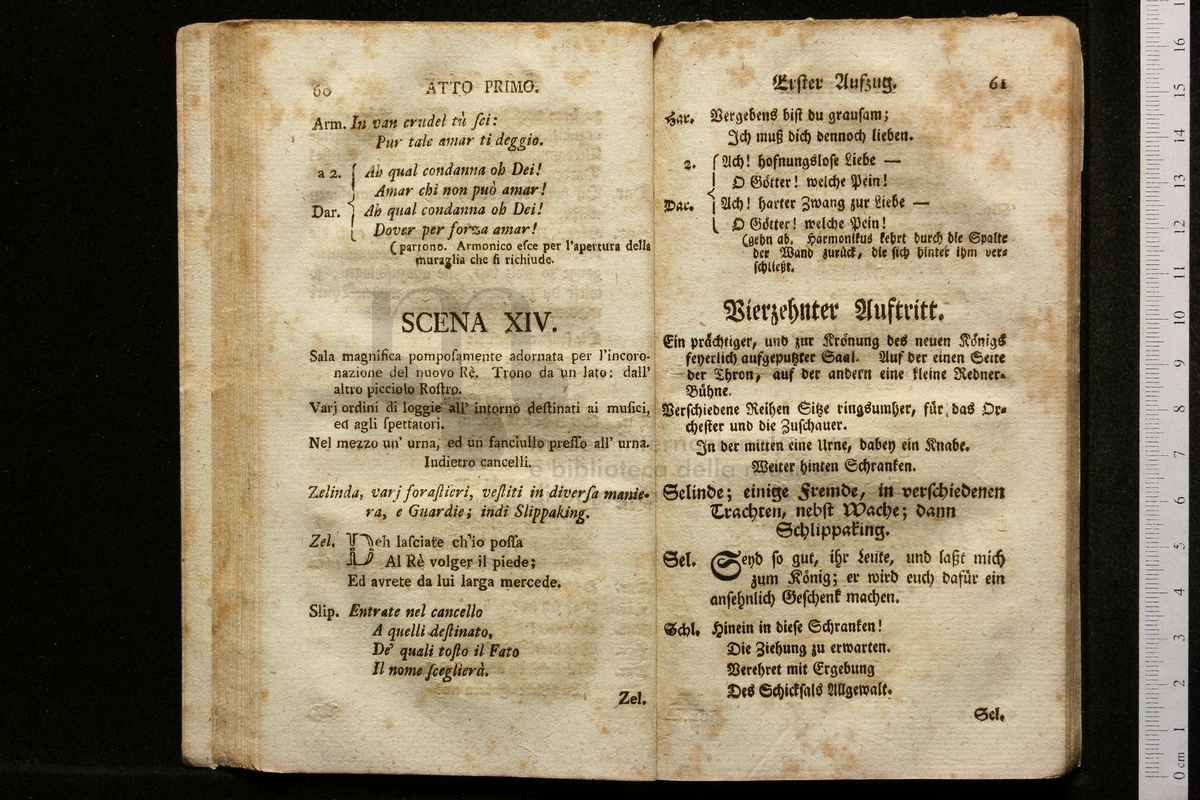 60 ATTO PRIMO.
Arm. In van crudel tù ſei:
Pur tale amar ti deggio.
a 2. Ah qual condanna oh Dei!
Amar chi non può amar!
Dar. Ah qual condanna oh Dei!
Dover per forza amar!
(partono. Armonico eſce per l'apertura della
muraglia che ſi richiude.
SCENA XIV.
Sala magnifica pompoſamente adornata per l'incoro-
nazione del nuovo Rè. Trono da un lato: dall'
altro picciolo Roſtro.
Varj ordini di loggie all' intorno deſtinati ai muſici,
ed agli ſpettatori.
Nel mezzo un' urna, ed un fanciullo preſſo all' urna.
Indietro cancelli.
Zelinda, varj foraſtieri, veſtiti in diverſa manie-
ra, e Guardie; indi Slippaking.
Zel. Deh laſciate ch'io poſſa
Al Rè volger il piede;
Ed avrete da lui larga mercede.
Slip. Entrate nel cancello
A quelli deſtinato,
De' quali toſto il Fato
Il nome ſceglierà.
Zel.
Erſter Aufzug. 61
Har. Vergebens biſt du grauſam;
Ich muß dich dennoch lieben.
2. Ach! hofnungsloſe Liebe —
O Götter! welche Pein!
Dar. Ach! harter Zwang zur Liebe —
O Götter! welche Pein!
(gehn ab. Harmonikus kehrt durch die Spalte
der Wand zurück, die ſich hinter ihm ver-
ſchließt.
Vierzehnter Auftritt.
Ein prächtiger, und zur Krönung des neuen Königs
feyerlich aufgeputzter Saal. Auf der einen Seite
der Thron, auf der andern eine kleine Redner-
Bühne.
Verſchiedene Reihen Sitze ringsumher, für das Or-
cheſter und die Zuſchauer.
In der mitten eine Urne, dabey ein Knabe.
Weiter hinten Schranken.
Selinde; einige Fremde, in verſchiedenen
Trachten, nebſt Wache; dann
Schlippaking.
Sel. Seyd ſo gut, ihr Leute, und laßt mich
zum König; er wird euch dafür ein
anſehnlich Geſchenk machen.
Schl. Hinein in dieſe Schranken!
Die Ziehung zu erwarten.
Verehret mit Ergebung
Des Schickſals Allgewalt.
Sel.